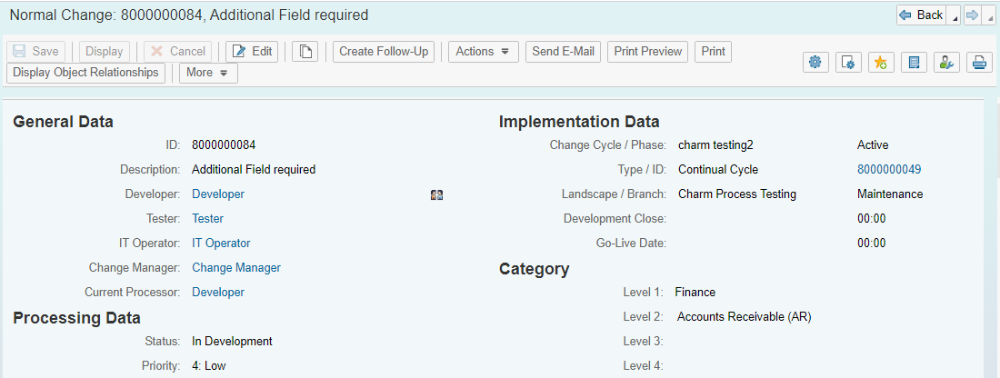 Normal Change: 8000000084, Additional Field required
Back
Save
Display
Cancel
Edit
Create Follow-Up
Actions
Send E-Mail
Print Preview
Print
Display Object Relationships
More
General Data
ID: 8000000084
Description: Additional Field required
Developer: Developer
Tester: Tester
IT Operator: IT Operator
Change Manager: Change Manager
Current Processor: Developer
Processing Data
Status: In Development
Priority: 4: Low
Implementation Data
Change Cycle / Phase: charm testing2 Active
Type / ID: Continual Cycle 8000000049
Landscape / Branch: Charm Process Testing Maintenance
Development Close: 00:00
Go-Live Date: 00:00
Category
Level 1: Finance
Level 2: Accounts Receivable (AR)
Level 3:
Level 4: